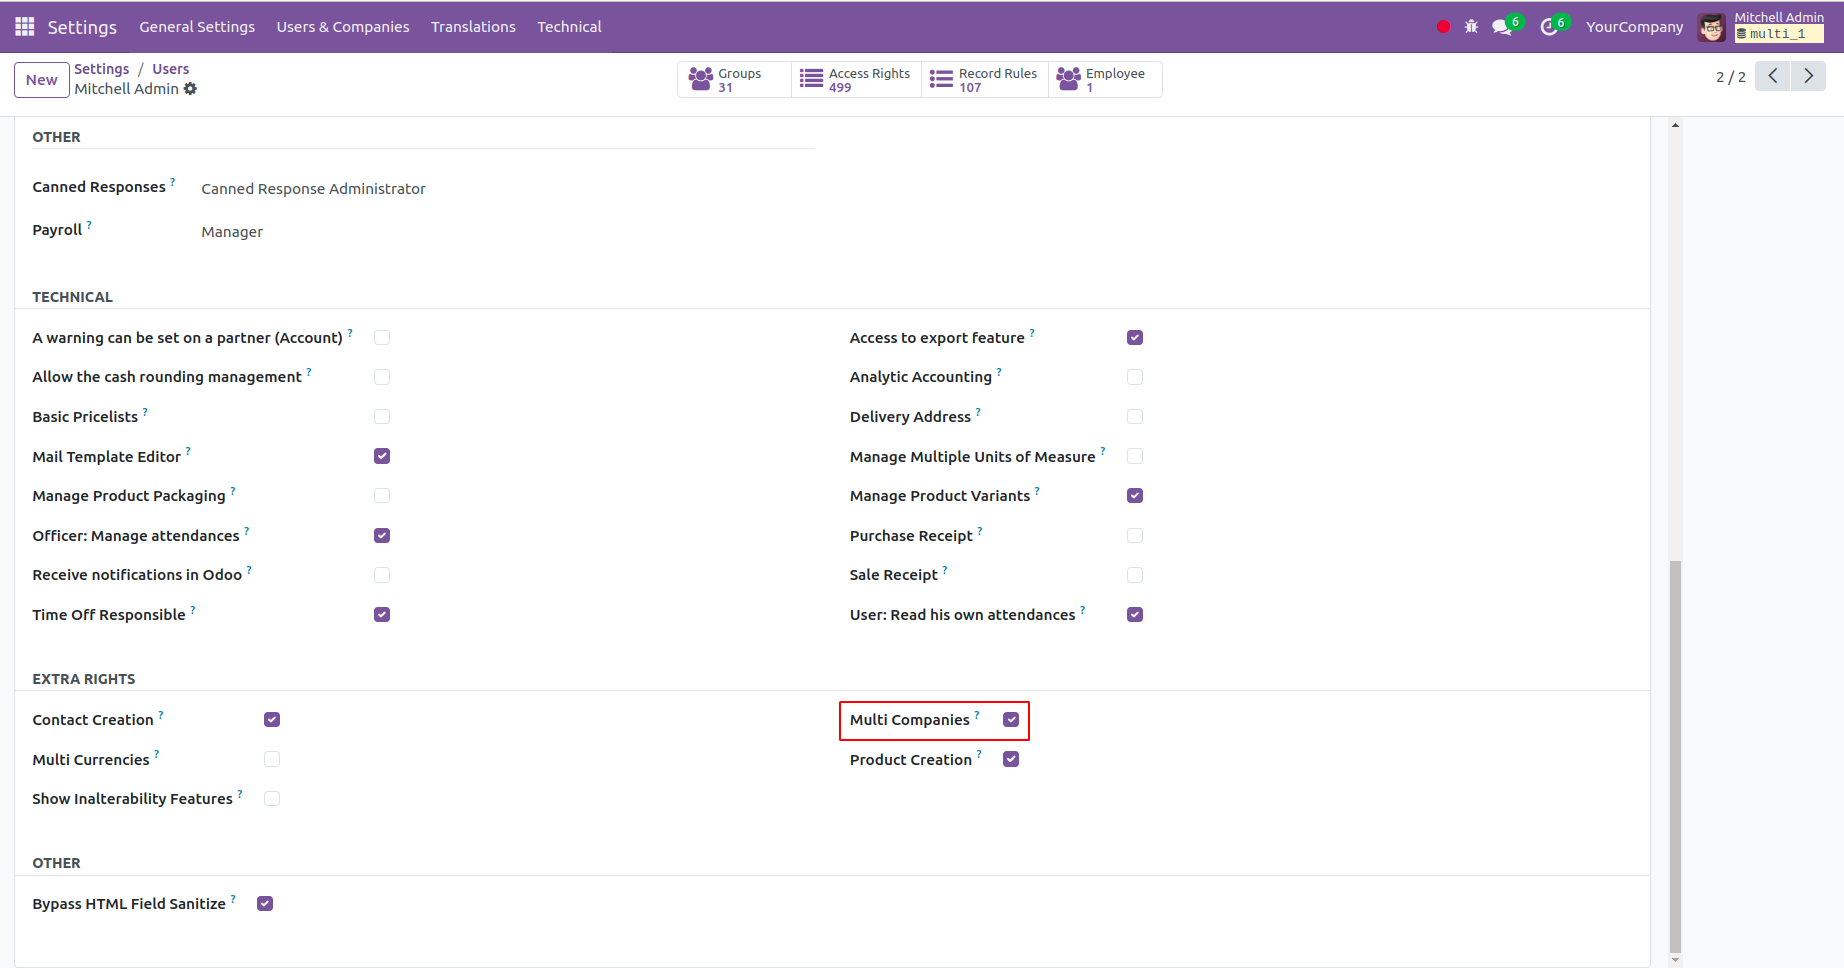 Settings General Settings Users & Companies Translations Technical 6 6 YourCompany Mitchell Admin
multi_1
New Settings / Users
Mitchell Admin
Groups
31
Access Rights
499
Record Rules
107
Employee
1
2 / 2
OTHER
Canned Responses ? Canned Response Administrator
Payroll ? Manager
TECHNICAL
A warning can be set on a partner (Account) ? Access to export feature ?
Allow the cash rounding management ? Analytic Accounting ?
Basic Pricelists ? Delivery Address ?
Mail Template Editor ? Manage Multiple Units of Measure ?
Manage Product Packaging ? Manage Product Variants ?
Officer: Manage attendances ? Purchase Receipt ?
Receive notifications in Odoo ? Sale Receipt ?
Time Off Responsible ? User: Read his own attendances ?
EXTRA RIGHTS
Contact Creation ? Multi Companies ?
Multi Currencies ? Product Creation ?
Show Inalterability Features ?
OTHER
Bypass HTML Field Sanitize ?